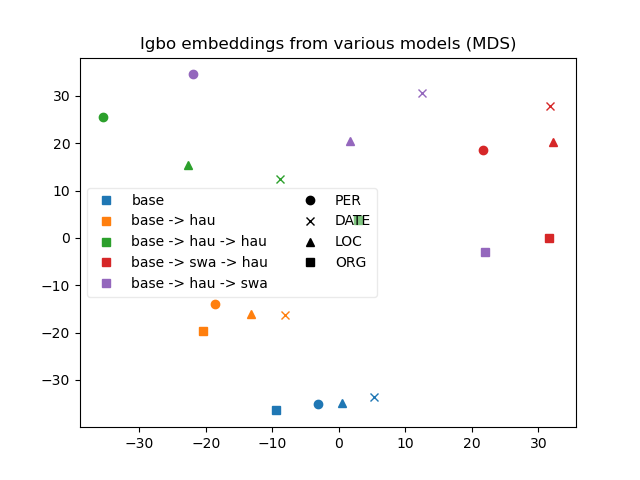 Igbo embeddings from various models (MDS)
30
20
10
0
−10
−20
−30
base
base -> hau
base -> hau -> hau
base -> swa -> hau
base -> hau -> swa
PER
DATE
LOC
ORG
−30 −20 −10 0 10 20 30